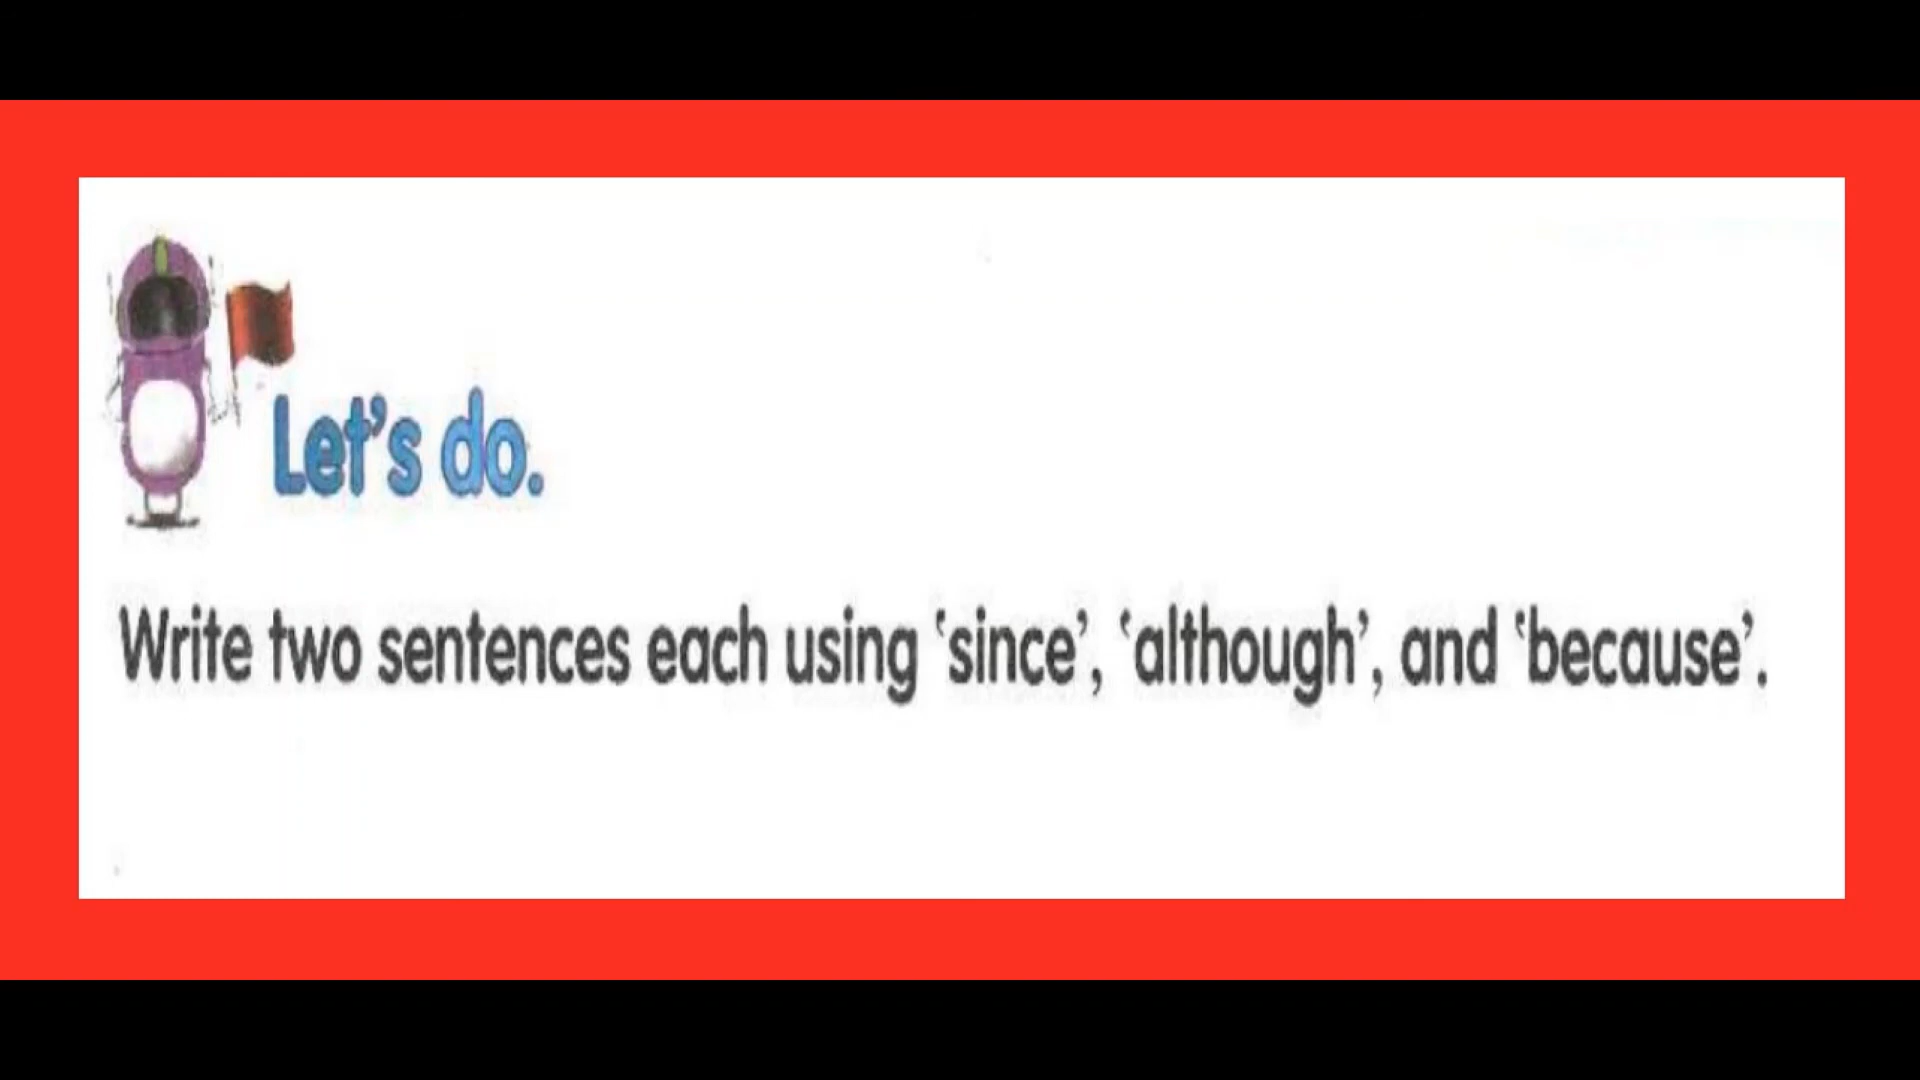 Let's do.
Write two sentences each using ‘since’, ‘although’, and ‘because’.